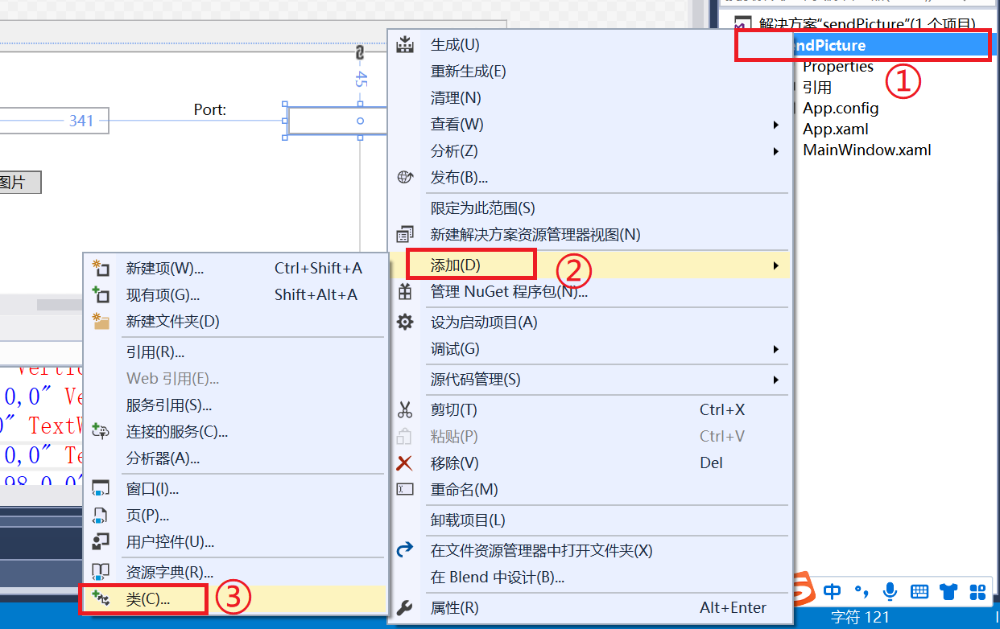 解决方案“sendPicture”(1 个项目)
ndPicture
Properties
引用
App.config
App.xaml
MainWindow.xaml
①
45
341
Port:
图片
生成(U)
重新生成(E)
清理(N)
查看(W)
分析(Z)
发布(B)...
限定为此范围(S)
新建解决方案资源管理器视图(N)
添加(D)
②
管理 NuGet 程序包(N)...
设为启动项目(A)
调试(G)
源代码管理(S)
剪切(T) Ctrl+X
粘贴(P) Ctrl+V
移除(V) Del
重命名(M)
卸载项目(L)
在文件资源管理器中打开文件夹(X)
在 Blend 中设计(B)...
属性(R) Alt+Enter
新建项(W)... Ctrl+Shift+A
现有项(G)... Shift+Alt+A
新建文件夹(D)
引用(R)...
Web 引用(E)...
服务引用(S)...
连接的服务(C)...
分析器(A)...
窗口(I)...
页(P)...
用户控件(U)...
资源字典(R)...
类(C)...
③
0,0" Ve
0" TextW
0,0" Te
98,0,0"
中
字符 121